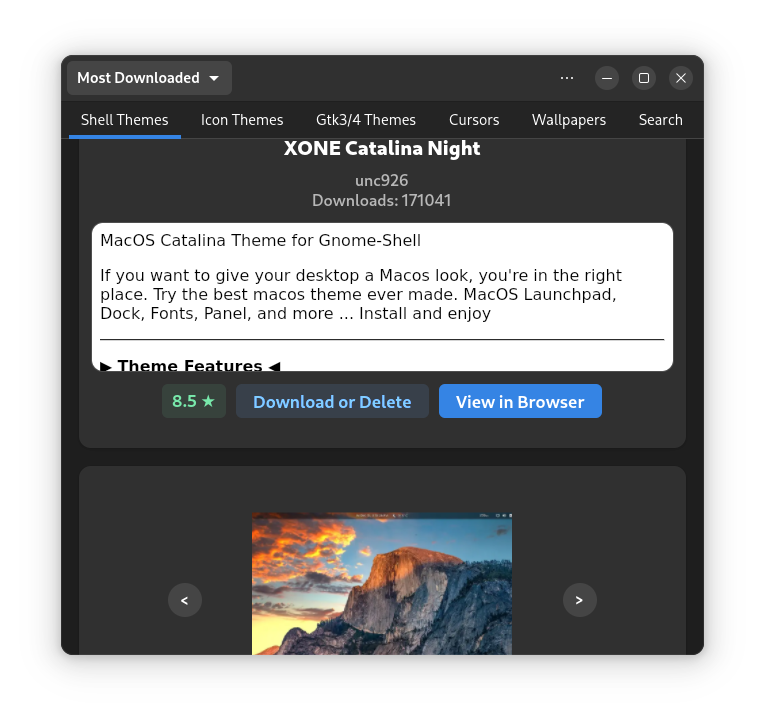 Most Downloaded
Shell Themes Icon Themes Gtk3/4 Themes Cursors Wallpapers Search
XONE Catalina Night
unc926
Downloads: 171041
MacOS Catalina Theme for Gnome-Shell
If you want to give your desktop a Macos look, you're in the right
place. Try the best macos theme ever made. MacOS Launchpad,
Dock, Fonts, Panel, and more ... Install and enjoy
▶ Theme Features ◀
8.5 ★ Download or Delete View in Browser
< >